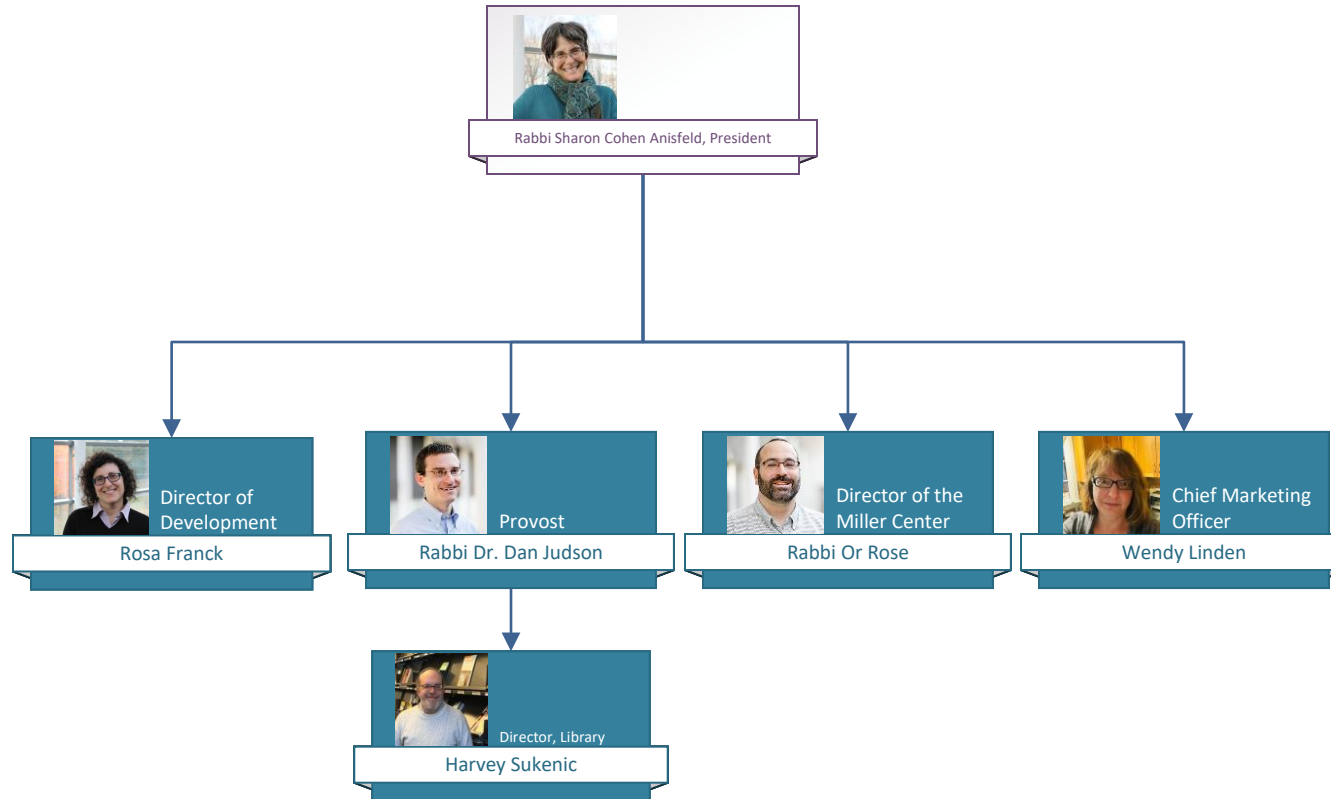 Rabbi Sharon Cohen Anisfeld, President
Director of
Development
Rosa Franck
Provost
Rabbi Dr. Dan Judson
Director of the
Miller Center
Rabbi Or Rose
Chief Marketing
Officer
Wendy Linden
Director, Library
Harvey Sukenic